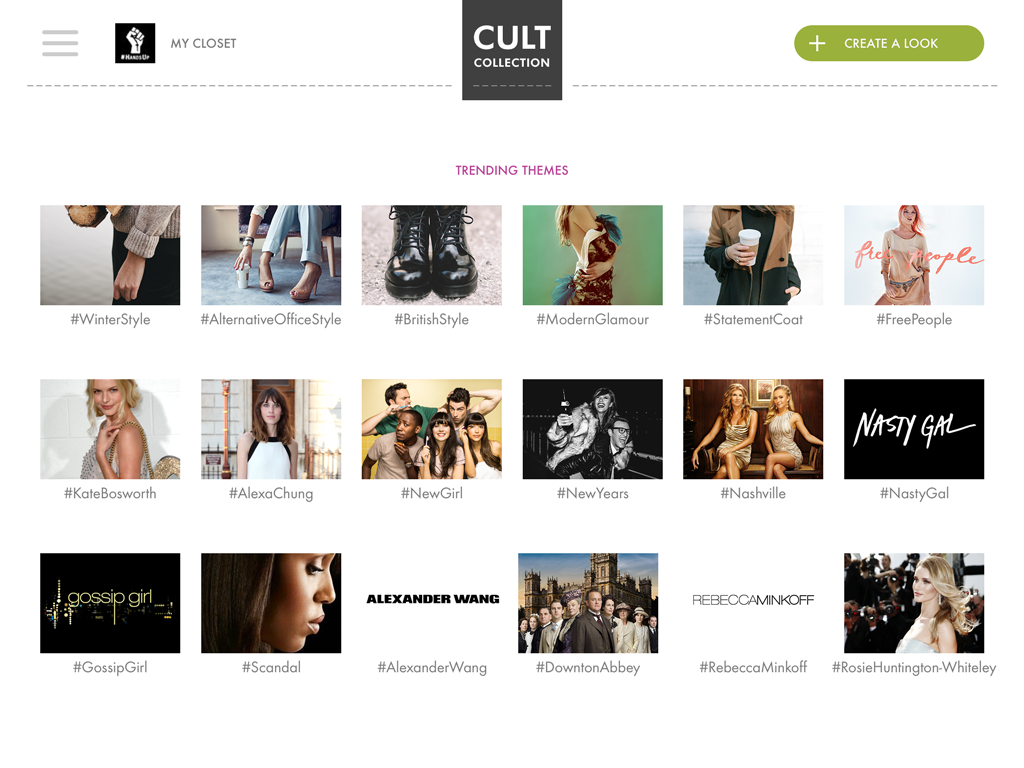 #HANDSUP
MY CLOSET
CULT
COLLECTION
+ CREATE A LOOK
TRENDING THEMES
free people
#WinterStyle
#AlternativeOfficeStyle
#BritishStyle
#ModernGlamour
#StatementCoat
#FreePeople
NASTY GAL
#KateBosworth
#AlexaChung
#NewGirl
#NewYears
#Nashville
#NastyGal
gossip girl
ALEXANDER WANG
REBECCAMINKOFF
#GossipGirl
#Scandal
#AlexanderWang
#DowntonAbbey
#RebeccaMinkoff
#RosieHuntington-Whiteley